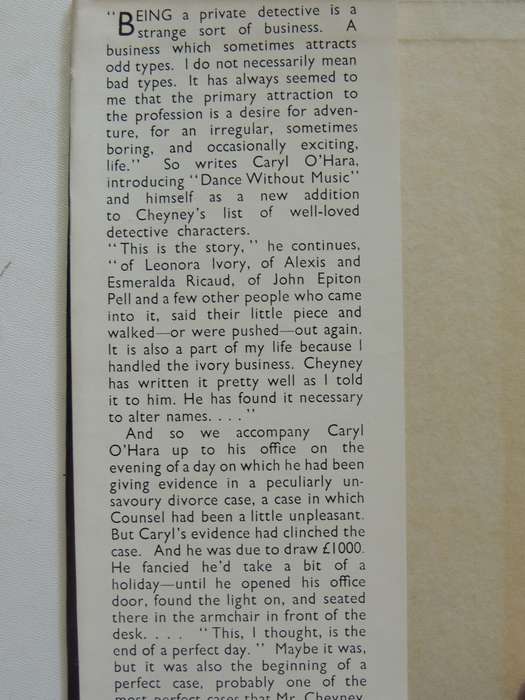 "BEING a private detective is a
strange sort of business. A
business which sometimes attracts
odd types. I do not necessarily mean
bad types. It has always seemed to
me that the primary attraction to
the profession is a desire for adven-
ture, for an irregular, sometimes
boring, and occasionally exciting,
life." So writes Caryl O'Hara,
introducing "Dance Without Music"
and himself as a new addition
to Cheyney's list of well-loved
detective characters.
"This is the story," he continues,
"of Leonora Ivory, of Alexis and
Esmeralda Ricaud, of John Epiton
Pell and a few other people who came
into it, said their little piece and
walked—or were pushed—out again.
It is also a part of my life because I
handled the ivory business. Cheyney
has written it pretty well as I told
it to him. He has found it necessary
to alter names. . . ."
And so we accompany Caryl
O'Hara up to his office on the
evening of a day on which he had been
giving evidence in a peculiarly un-
savoury divorce case, a case in which
Counsel had been a little unpleasant.
But Caryl's evidence had clinched the
case. And he was due to draw £1000.
He fancied he'd take a bit of a
holiday—until he opened his office
door, found the light on, and seated
there in the armchair in front of the
desk. . . . "This, I thought, is the
end of a perfect day." Maybe it was,
but it was also the beginning of a
perfect case, probably one of the
most perfect cases that Mr. Cheyney